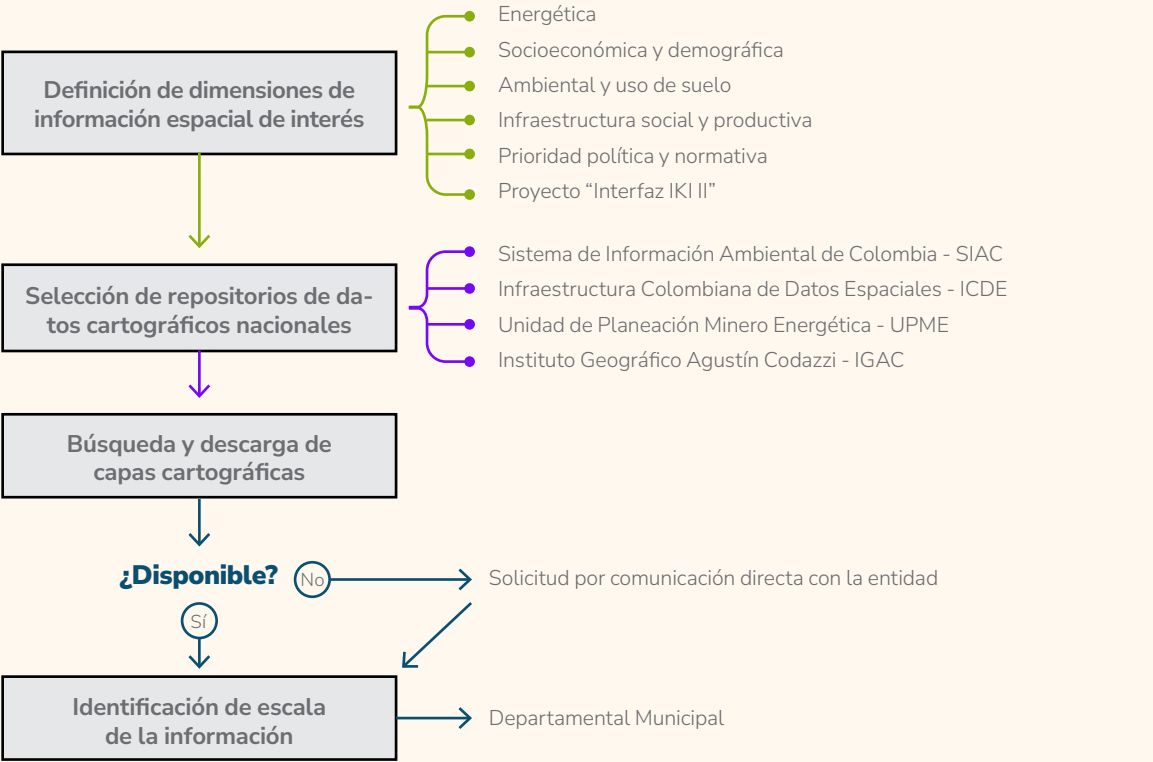 Definición de dimensiones de
información espacial de interés
Energética
Socioeconómica y demográfica
Ambiental y uso de suelo
Infraestructura social y productiva
Prioridad política y normativa
Proyecto “Interfaz IKI II”
Selección de repositorios de da-
tos cartográficos nacionales
Sistema de Información Ambiental de Colombia - SIAC
Infraestructura Colombiana de Datos Espaciales - ICDE
Unidad de Planeación Minero Energética - UPME
Instituto Geográfico Agustín Codazzi - IGAC
Búsqueda y descarga de
capas cartográficas
¿Disponible?
No
Solicitud por comunicación directa con la entidad
Sí
Identificación de escala
de la información
Departamental Municipal